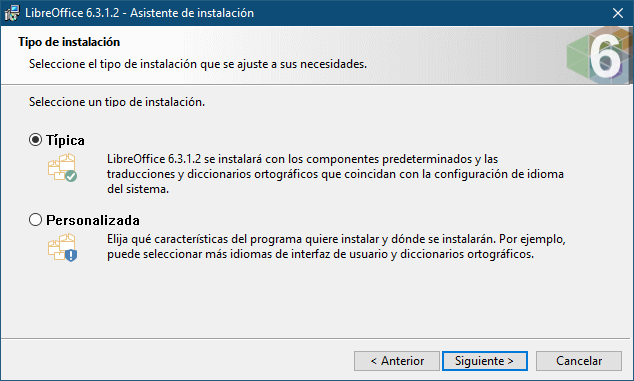 LibreOffice 6.3.1.2 - Asistente de instalación
Tipo de instalación
Seleccione el tipo de instalación que se ajuste a sus necesidades.
6
Seleccione un tipo de instalación.
Típica
LibreOffice 6.3.1.2 se instalará con los componentes predeterminados y las
traducciones y diccionarios ortográficos que coincidan con la configuración de idioma
del sistema.
Personalizada
Elija qué características del programa quiere instalar y dónde se instalarán. Por ejemplo,
puede seleccionar más idiomas de interfaz de usuario y diccionarios ortográficos.
< Anterior
Siguiente >
Cancelar